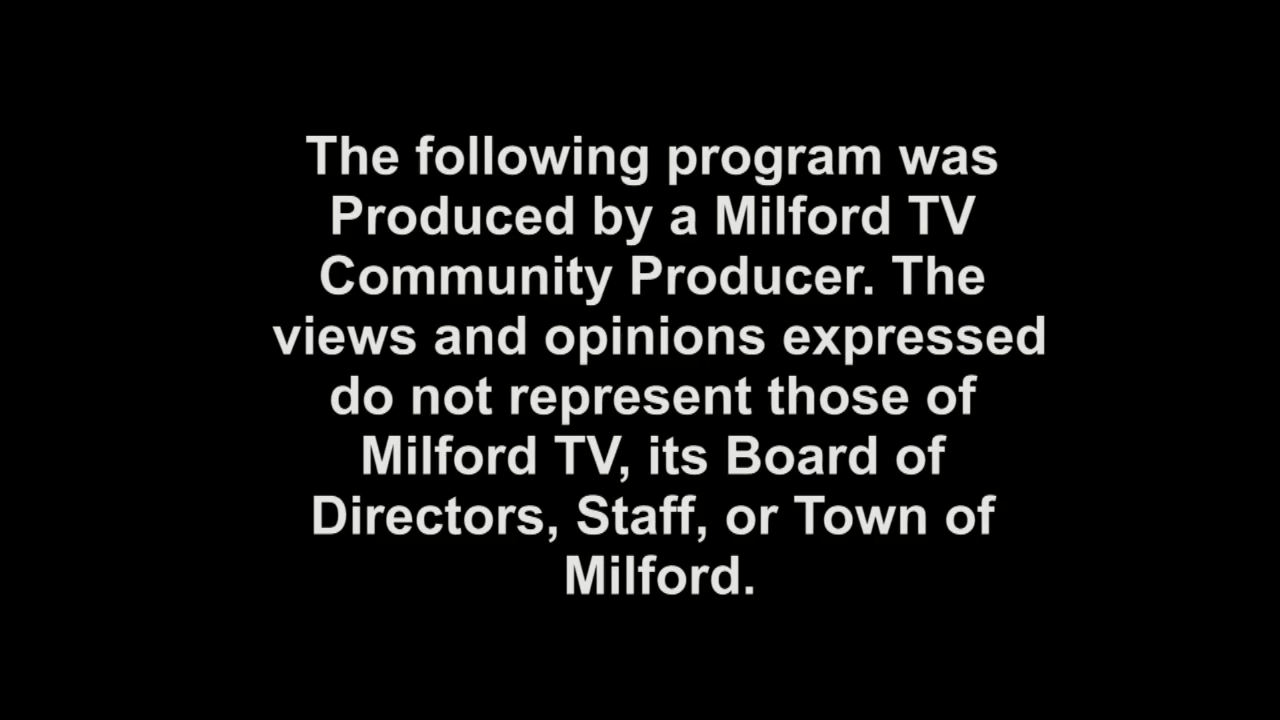 The following program was
Produced by a Milford TV
Community Producer. The
views and opinions expressed
do not represent those of
Milford TV, its Board of
Directors, Staff, or Town of
Milford.